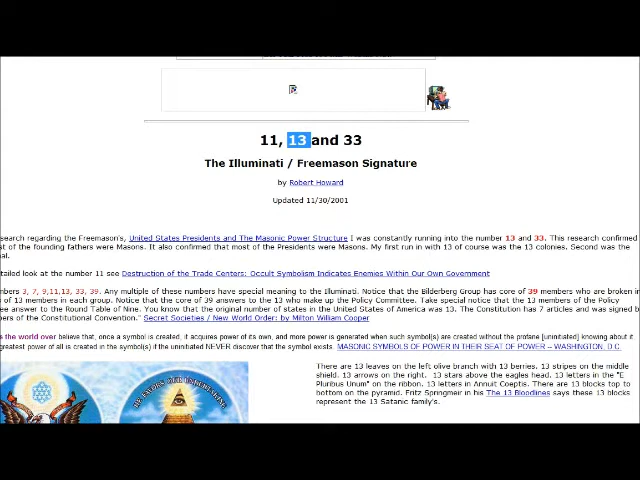 11, 13 and 33
The Illuminati / Freemason Signature
by Robert Howard
Updated 11/30/2001
search regarding the Freemason's, United States Presidents and The Masonic Power Structure I was constantly running into the number 13 and 33. This research confirmed
st of the founding fathers were Masons. It also confirmed that most of the Presidents were Masons. My first run in with 13 of course was the 13 colonies. Second was the
al.
tailed look at the number 11 see Destruction of the Trade Centers: Occult Symbolism Indicates Enemies Within Our Own Government
mbers 3, 7, 9,11,13, 33, 39. Any multiple of these numbers have special meaning to the Illuminati. Notice that the Bilderberg Group has core of 39 members who are broken in
s of 13 members in each group. Notice that the core of 39 answers to the 13 who make up the Policy Committee. Take special notice that the 13 members of the Policy
ee answer to the Round Table of Nine. You know that the original number of states in the United States of America was 13. The Constitution has 7 articles and was signed b
bers of the Constitutional Convention." Secret Societies / New World Order: by Milton William Cooper
s the world over believe that, once a symbol is created, it acquires power of its own, and more power is generated when such symbol(s) are created without the profane [uninitiated] knowing about it
greatest power of all is created in the symbol(s) if the uninitiated NEVER discover that the symbol exists. MASONIC SYMBOLS OF POWER IN THEIR SEAT OF POWER – WASHINGTON, D.C.
There are 13 leaves on the left olive branch with 13 berries, 13 stripes on the middle
shield, 13 arrows on the right. 13 stars above the eagles head. 13 letters in the "E
Pluribus Unum" on the ribbon. 13 letters in Annuit Coeptis. There are 13 blocks top to
bottom on the pyramid. Fritz Springmeir in his The 13 Bloodlines says these 13 blocks
represent the 13 Satanic family's.
HE FAVORS OUR UNDERTAKING